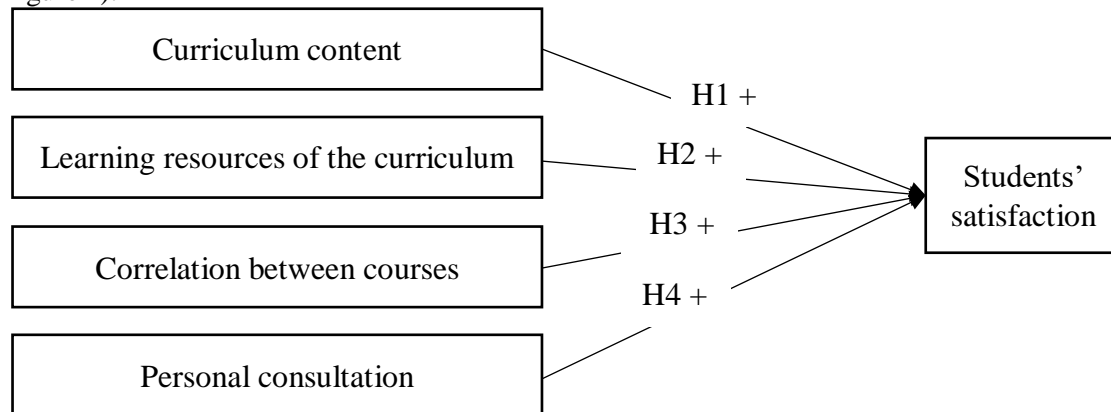 Curriculum content
H1 +
Learning resources of the curriculum
H2 +
Students’
satisfaction
H3 +
Correlation between courses
H4 +
Personal consultation